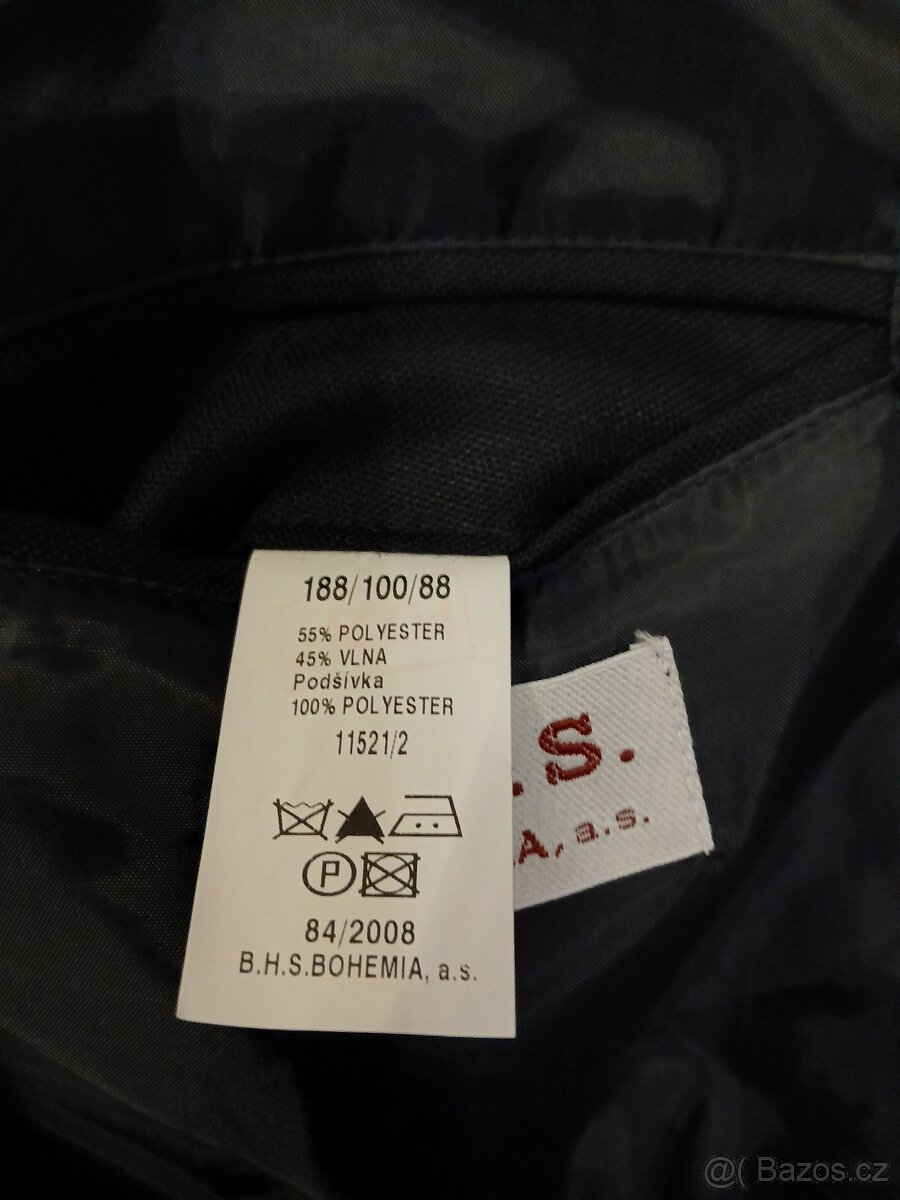 188/100/88
55% POLYESTER
45% VLNA
Podšívka
100% POLYESTER
11521/2
P
84/2008
B.H.S.BOHEMIA, a.s.
.S.
A, a.s.
@( Bazos.cz